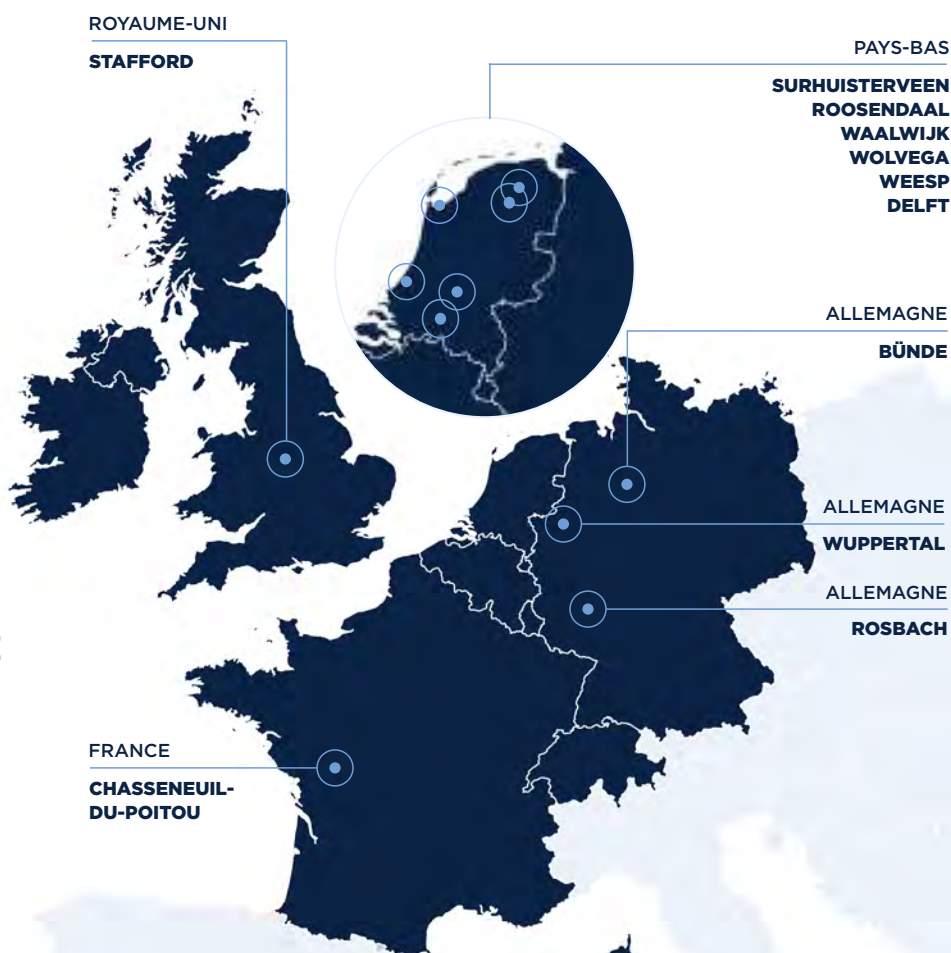 ROYAUME-UNI
STAFFORD
PAYS-BAS
SURHUISTERVEEN
ROOSENDAAL
WAALWIJK
WOLVEGA
WEESP
DELFT
ALLEMAGNE
BÜNDE
ALLEMAGNE
WUPPERTAL
ALLEMAGNE
ROSBACH
FRANCE
CHASSENEUIL-
DU-POITOU